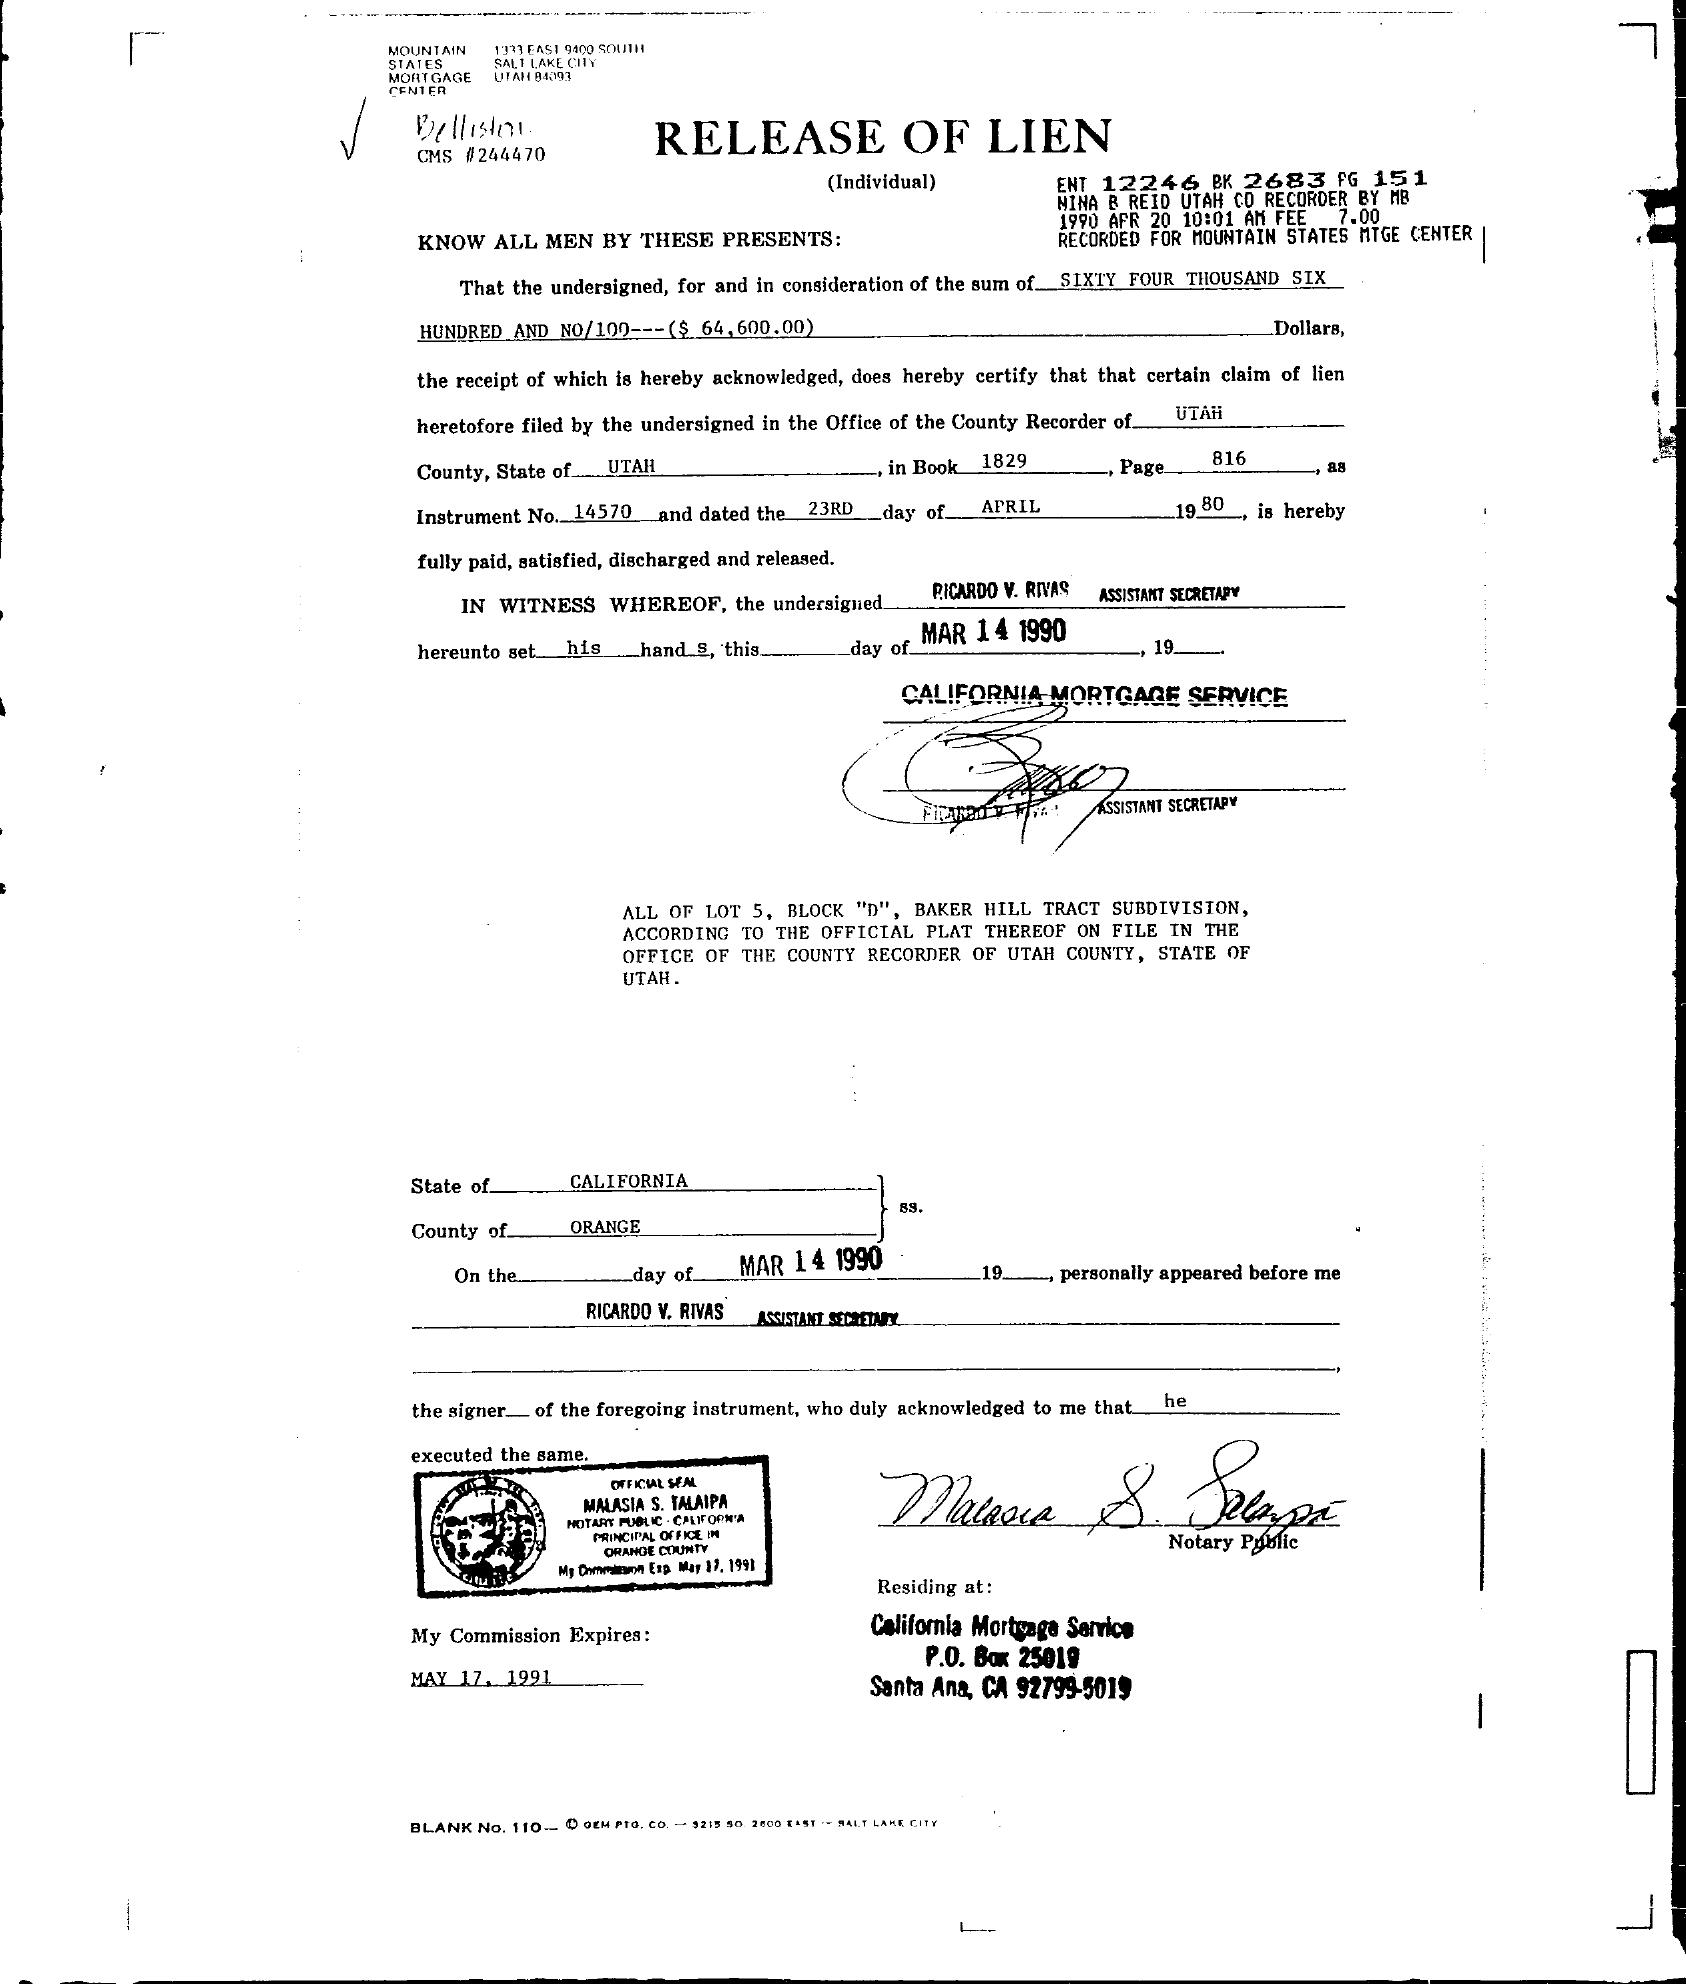 MOUNTAIN 1333 EAST 9400 SOUTH
STATES SALT LAKE CITY
MORTGAGE UTAH 84093
CENTER
Belliston
CMS #244470
RELEASE OF LIEN
(Individual)
ENT 12246 BK 2683 PG 151
NINA B REID UTAH CO RECORDER BY MB
1990 APR 20 10:01 AM FEE 7.00
RECORDED FOR MOUNTAIN STATES MTGE CENTER
KNOW ALL MEN BY THESE PRESENTS:
That the undersigned, for and in consideration of the sum of SIXTY FOUR THOUSAND SIX
HUNDRED AND NO/100---($ 64,600.00) Dollars,
the receipt of which is hereby acknowledged, does hereby certify that that certain claim of lien
heretofore filed by the undersigned in the Office of the County Recorder of UTAH
County, State of UTAH, in Book 1829, Page 816, as
Instrument No. 14570 and dated the 23RD day of APRIL 19 80, is hereby
fully paid, satisfied, discharged and released.
IN WITNESS WHEREOF, the undersigned RICARDO V. RIVAS ASSISTANT SECRETARY
hereunto set his hand s, this day of MAR 14 1990, 19 .
CALIFORNIA MORTGAGE SERVICE
RICARDO V. RIVAS ASSISTANT SECRETARY
ALL OF LOT 5, BLOCK "D", BAKER HILL TRACT SUBDIVISION,
ACCORDING TO THE OFFICIAL PLAT THEREOF ON FILE IN THE
OFFICE OF THE COUNTY RECORDER OF UTAH COUNTY, STATE OF
UTAH.
State of CALIFORNIA
ss.
County of ORANGE
On the day of MAR 14 1990 19 , personally appeared before me
RICARDO V. RIVAS ASSISTANT SECRETARY
,
the signer of the foregoing instrument, who duly acknowledged to me that he
executed the same.
OFFICIAL SEAL
MALASIA S. TALAIPA
NOTARY PUBLIC - CALIFORNIA
PRINCIPAL OFFICE IN
ORANGE COUNTY
My Commission Exp. May 17, 1991
Malasia S. Talaipa
Notary Public
Residing at:
California Mortgage Service
P.O. Box 25019
Santa Ana, CA 92799-5019
My Commission Expires:
MAY 17, 1991
BLANK No. 110— © GEM PTG. CO. — 3215 SO. 2600 EAST — SALT LAKE CITY